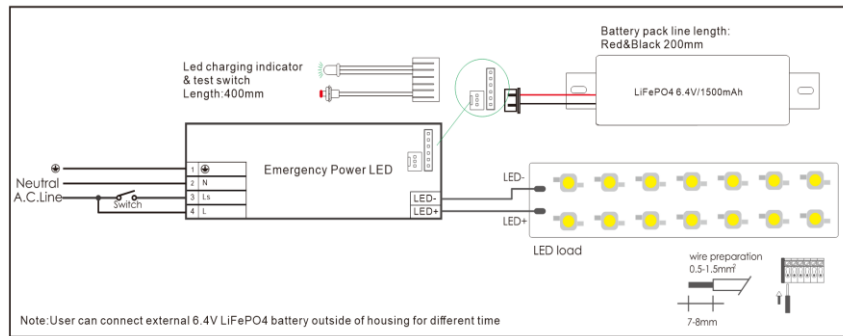 Battery pack line length:
Red&Black 200mm
Led charging indicator
& test switch
Length:400mm
LiFePO4 6.4V/1500mAh
Emergency Power LED
1
Neutral
2 N
A.C.Line
Switch
3 Ls
4 L
LED-
LED+
LED-
LED+
LED load
wire preparation
0.5-1.5mm²
7-8mm
Note:User can connect external 6.4V LiFePO4 battery outside of housing for different time